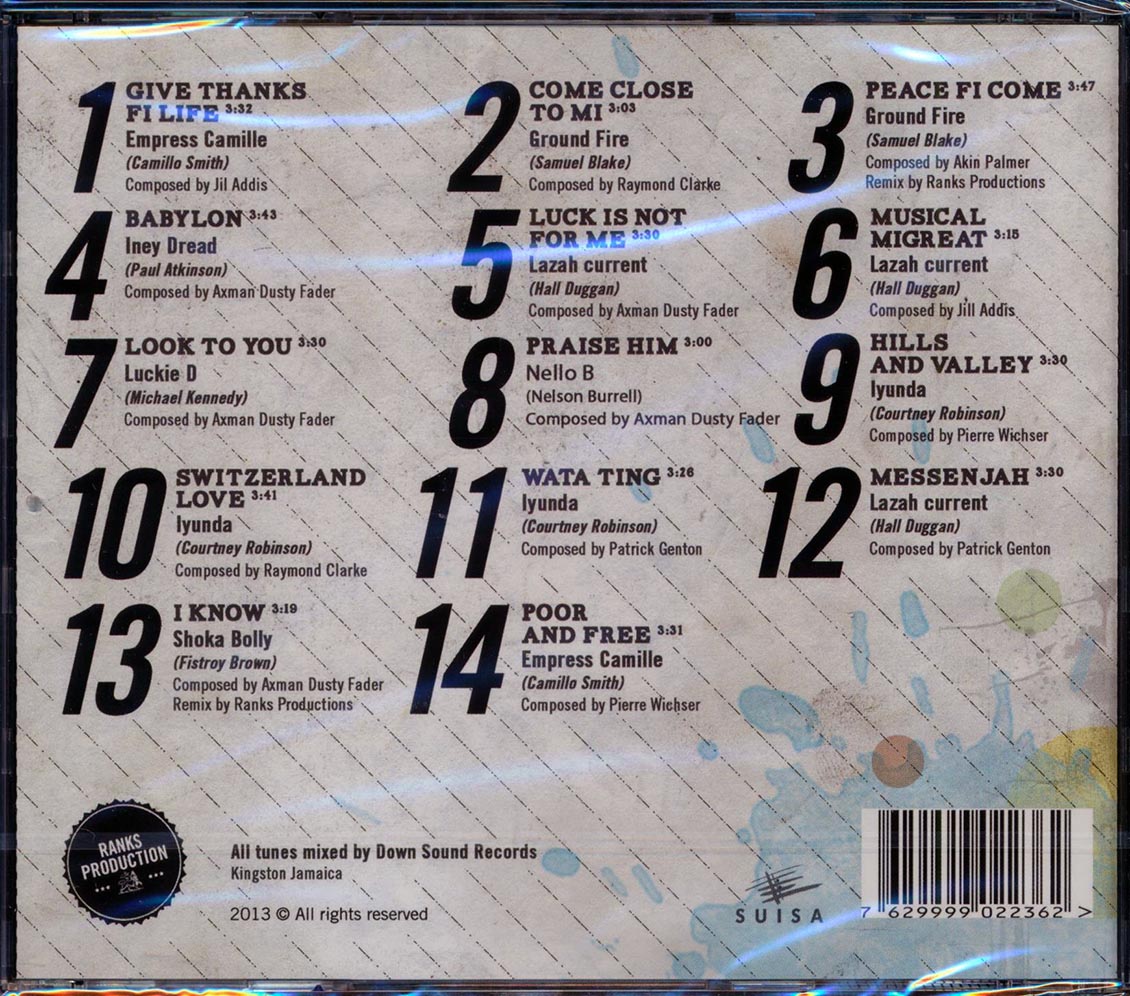 1
GIVE THANKS
FI LIFE 3:32
Empress Camille
(Camillo Smith)
Composed by Jil Addis
2
COME CLOSE
TO MI 3:03
Ground Fire
(Samuel Blake)
Composed by Raymond Clarke
3
PEACE FI COME 3:47
Ground Fire
(Samuel Blake)
Composed by Akin Palmer
Remix by Ranks Productions
4
BABYLON 3:43
Iney Dread
(Paul Atkinson)
Composed by Axman Dusty Fader
5
LUCK IS NOT
FOR ME 3:30
Lazah current
(Hall Duggan)
Composed by Axman Dusty Fader
6
MUSICAL
MIGREAT 3:15
Lazah current
(Hall Duggan)
Composed by Jill Addis
7
LOOK TO YOU 3:30
Luckie D
(Michael Kennedy)
Composed by Axman Dusty Fader
8
PRAISE HIM 3:00
Nello B
(Nelson Burrell)
Composed by Axman Dusty Fader
9
HILLS
AND VALLEY 3:30
Iyunda
(Courtney Robinson)
Composed by Pierre Wichser
10
SWITZERLAND
LOVE 3:41
Iyunda
(Courtney Robinson)
Composed by Raymond Clarke
11
WATA TING 3:26
Iyunda
(Courtney Robinson)
Composed by Patrick Genton
12
MESSENJAH 3:30
Lazah current
(Hall Duggan)
Composed by Patrick Genton
13
I KNOW 3:19
Shoka Bolly
(Fistroy Brown)
Composed by Axman Dusty Fader
Remix by Ranks Productions
14
POOR
AND FREE 3:31
Empress Camille
(Camillo Smith)
Composed by Pierre Wichser
RANKS
PRODUCTION
All tunes mixed by Down Sound Records
Kingston Jamaica
2013 © All rights reserved
SUISA
7 629999 022362 >